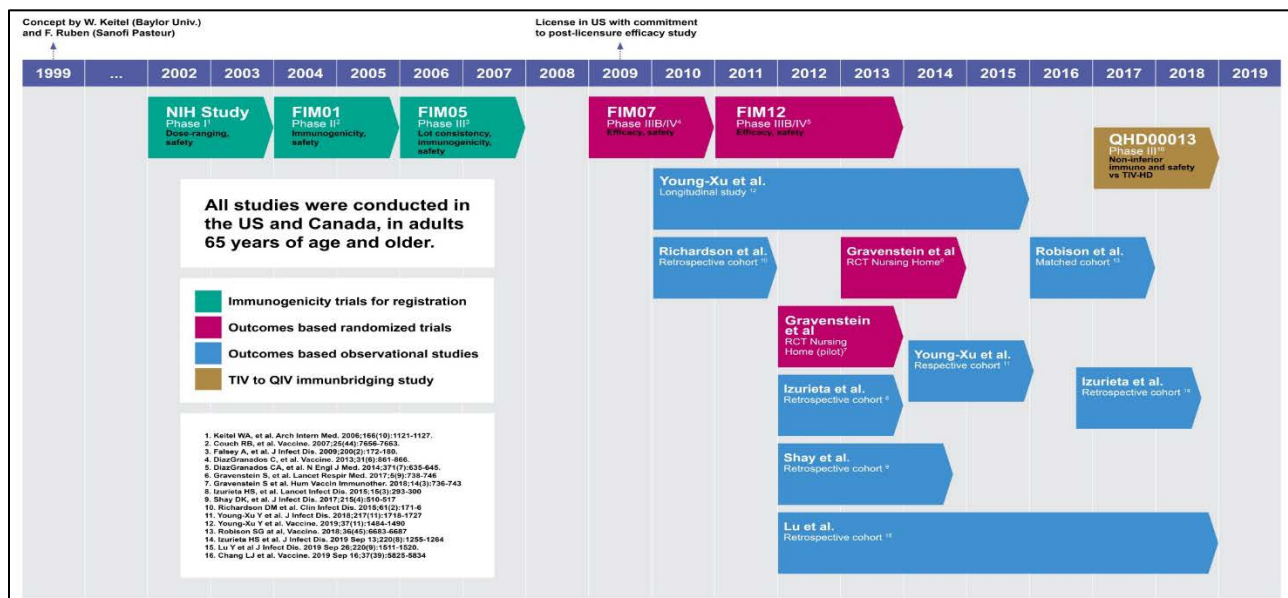 Concept by W. Keitel (Baylor Univ.)
and F. Ruben (Sanofi Pasteur)
License in US with commitment
to post-licensure efficacy study
1999 ... 2002 2003 2004 2005 2006 2007 2008 2009 2010 2011 2012 2013 2014 2015 2016 2017 2018 2019
NIH Study
Phase I¹
Dose-ranging,
safety
FIM01
Phase II²
Immunogenicity,
safety
FIM05
Phase III³
Lot consistency,
immunogenicity,
safety
FIM07
Phase IIIB/IV⁴
Efficacy, safety
FIM12
Phase IIIB/IV⁵
Efficacy, safety
QHD00013
Phase III¹⁶
Non-inferior
immuno and safety
vs TIV-HD
Young-Xu et al.
Longitudinal study ¹²
Richardson et al.
Retrospective cohort ¹⁰
Gravenstein et al
RCT Nursing Home⁶
Robison et al.
Matched cohort ¹³
Gravenstein
et al
RCT Nursing
Home (pilot)⁷
Young-Xu et al.
Respective cohort ¹¹
Izurieta et al.
Retrospective cohort ⁸
Izurieta et al.
Retrospective cohort ¹⁴
Shay et al.
Retrospective cohort ⁹
Lu et al.
Retrospective cohort ¹⁵
All studies were conducted in
the US and Canada, in adults
65 years of age and older.
Immunogenicity trials for registration
Outcomes based randomized trials
Outcomes based observational studies
TIV to QIV immunbridging study
1. Keitel WA, et al. Arch Intern Med. 2006;166(10):1121-1127.
2. Couch RB, et al. Vaccine. 2007;25(44):7656-7663.
3. Falsey A, et al. J Infect Dis. 2009;200(2):172-180.
4. DiazGranados C, et al. Vaccine. 2013;31(6):861-866.
5. DiazGranados CA, et al. N Engl J Med. 2014;371(7):635-645.
6. Gravenstein S, et al. Lancet Respir Med. 2017;5(9):738-746
7. Gravenstein S et al. Hum Vaccin Immunother. 2018;14(3):736-743
8. Izurieta HS, et al. Lancet Infect Dis. 2015;15(3):293-300
9. Shay DK, et al. J Infect Dis. 2017;215(4):510-517
10. Richardson DM et al. Clin Infect Dis. 2015;61(2):171-6
11. Young-Xu Y et al. J Infect Dis. 2018;217(11):1718-1727
12. Young-Xu Y et al. Vaccine. 2019;37(11):1484-1490
13. Robison SG at al, Vaccine. 2018;36(45):6683-6687
14. Izurieta HS et al. J Infect Dis. 2019 Sep 13;220(8):1255-1264
15. Lu Y et al J Infect Dis. 2019 Sep 26;220(9):1511-1520.
16. Chang LJ et al. Vaccine. 2019 Sep 16;37(39):5825-5834